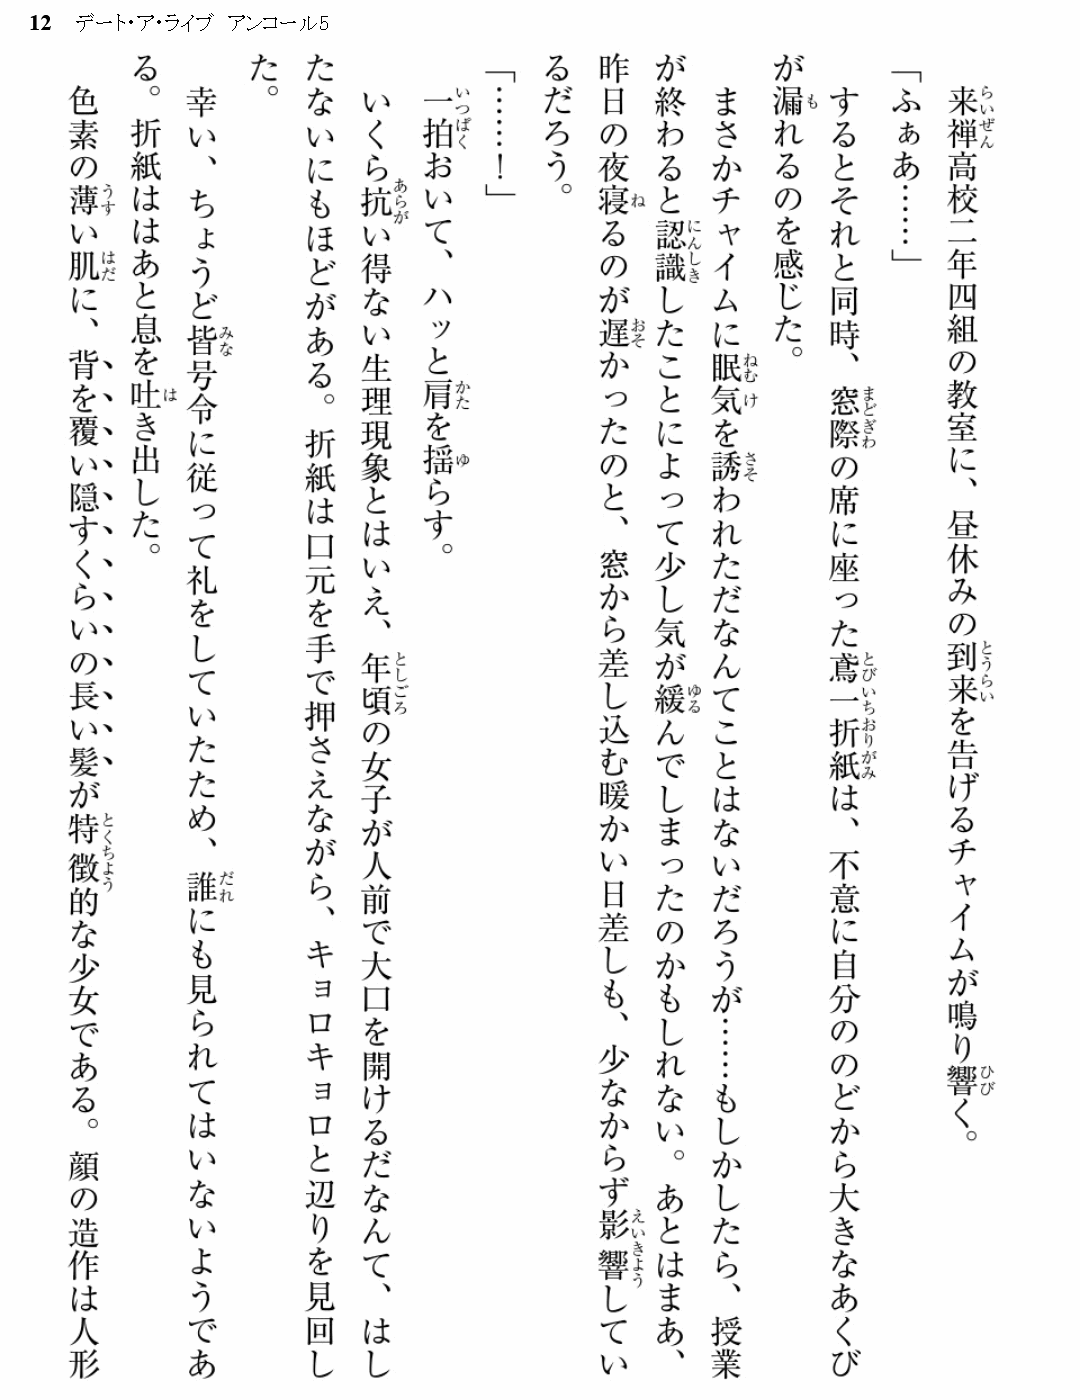 12 デート・ア・ライブ アンコール5
来禅高校二年四組の教室に、昼休みの到来を告げるチャイムが鳴り響く。
「ふぁあ……」
するとそれと同時、窓際の席に座った鳶一折紙は、不意に自分ののどから大きなあくび
が漏れるのを感じた。
まさかチャイムに眠気を誘われただなんてことはないだろうが……もしかしたら、授業
が終わると認識したことによって少し気が緩んでしまったのかもしれない。あとはまあ、
昨日の夜寝るのが遅かったのと、窓から差し込む暖かい日差しも、少なからず影響してい
るだろう。
「……！」
一拍おいて、ハッと肩を揺らす。
いくら抗い得ない生理現象とはいえ、年頃の女子が人前で大口を開けるだなんて、はし
たないにもほどがある。折紙は口元を手で押さえながら、キョロキョロと辺りを見回し
た。
幸い、ちょうど皆号令に従って礼をしていたため、誰にも見られてはいないようであ
る。折紙ははあと息を吐き出した。
色素の薄い肌に、背を覆い隠すくらいの長い髪が特徴的な少女である。顔の造作は人形